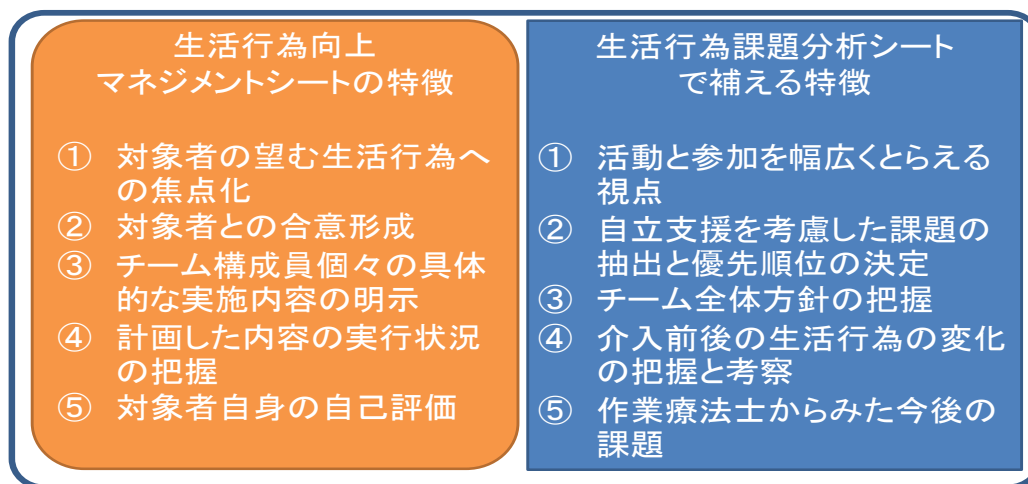 生活行為向上
マネジメントシートの特徴
① 対象者の望む生活行為へ
の焦点化
② 対象者との合意形成
③ チーム構成員個々の具体
的な実施内容の明示
④ 計画した内容の実行状況
の把握
⑤ 対象者自身の自己評価
生活行為課題分析シート
で補える特徴
① 活動と参加を幅広くとらえる
視点
② 自立支援を考慮した課題の
抽出と優先順位の決定
③ チーム全体方針の把握
④ 介入前後の生活行為の変化
の把握と考察
⑤ 作業療法士からみた今後の
課題